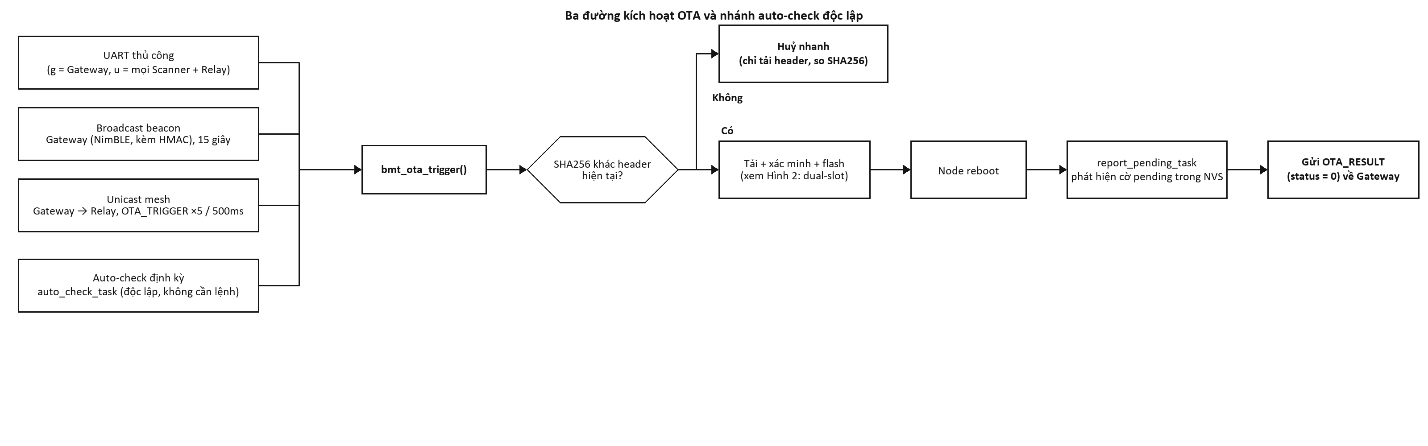 Ba đường kích hoạt OTA và nhánh auto-check độc lập
UART thủ công
(g = Gateway, u = mọi Scanner + Relay)
Broadcast beacon
Gateway (NimBLE, kèm HMAC), 15 giây
Unicast mesh
Gateway → Relay, OTA_TRIGGER ×5 / 500ms
Auto-check định kỳ
auto_check_task (độc lập, không cần lệnh)
bmt_ota_trigger()
SHA256 khác header
hiện tại?
Không
Huỷ nhanh
(chỉ tải header, so SHA256)
Có
Tải + xác minh + flash
(xem Hình 2: dual-slot)
Node reboot
report_pending_task
phát hiện cờ pending trong NVS
Gửi OTA_RESULT
(status = 0) về Gateway